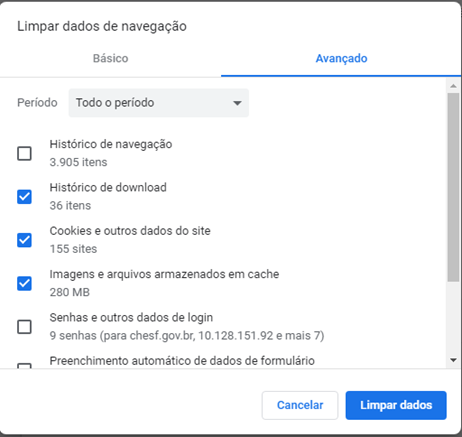 Limpar dados de navegação
Básico
Avançado
Período
Todo o período
Histórico de navegação
3.905 itens
Histórico de download
36 itens
Cookies e outros dados do site
155 sites
Imagens e arquivos armazenados em cache
280 MB
Senhas e outros dados de login
9 senhas (para chesf.gov.br, 10.128.151.92 e mais 7)
Preenchimento automático de dados de formulário
Cancelar
Limpar dados